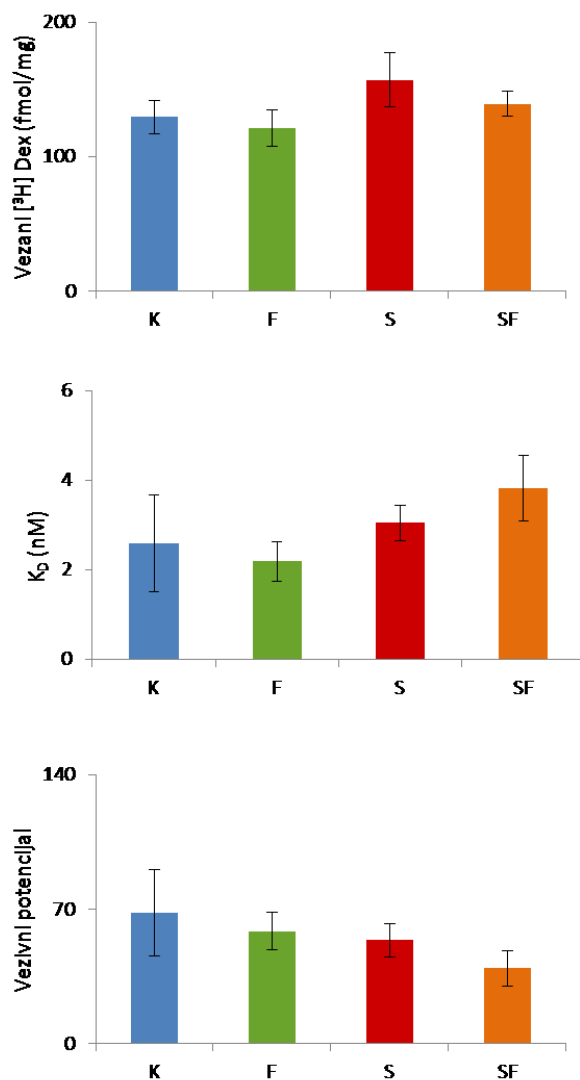 Vezani [³H] Dex (fmol/mg)
200
100
0
K F S SF
K_D (nM)
6
4
2
0
K F S SF
Vezivni potencijal
140
70
0
K F S SF